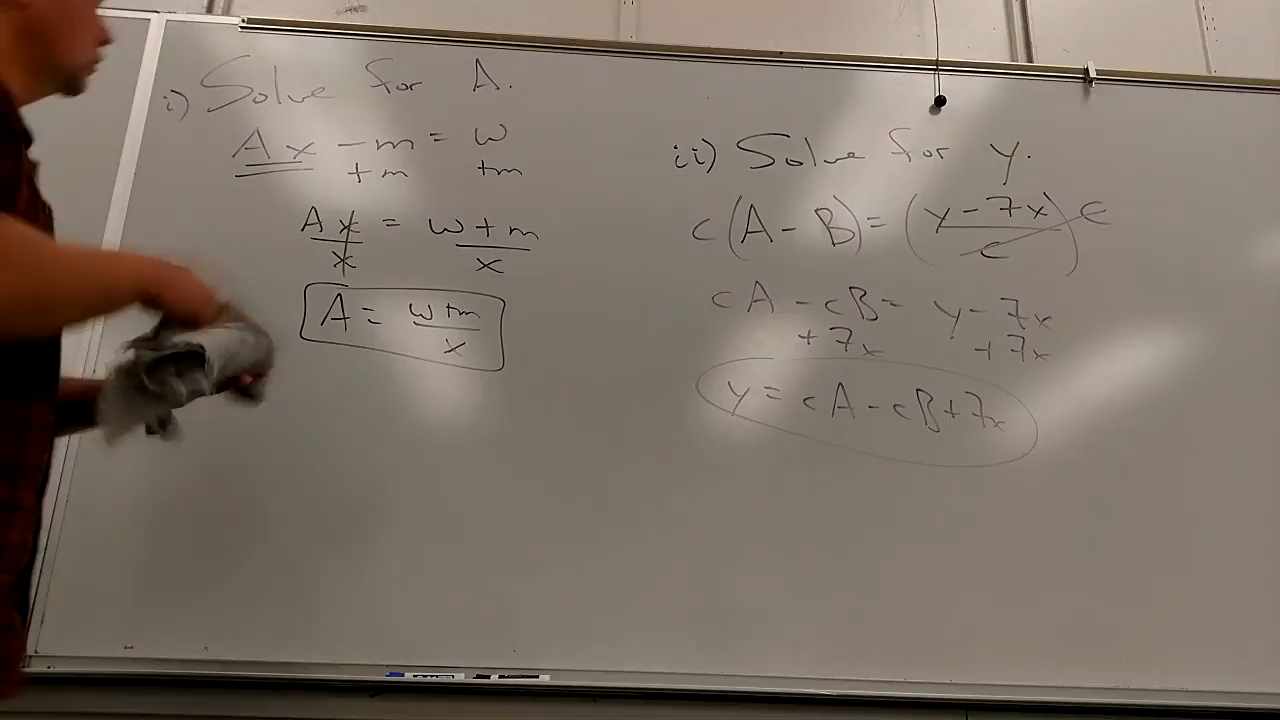 i) Solve for A.
Ax - m = w
+m +m
Ax = w+m
x x
A = w+m
x
ii) Solve for y.
c(A - B) = (y - 7x) c
c
cA - cB = y - 7x
+7x +7x
y = cA - cB + 7x